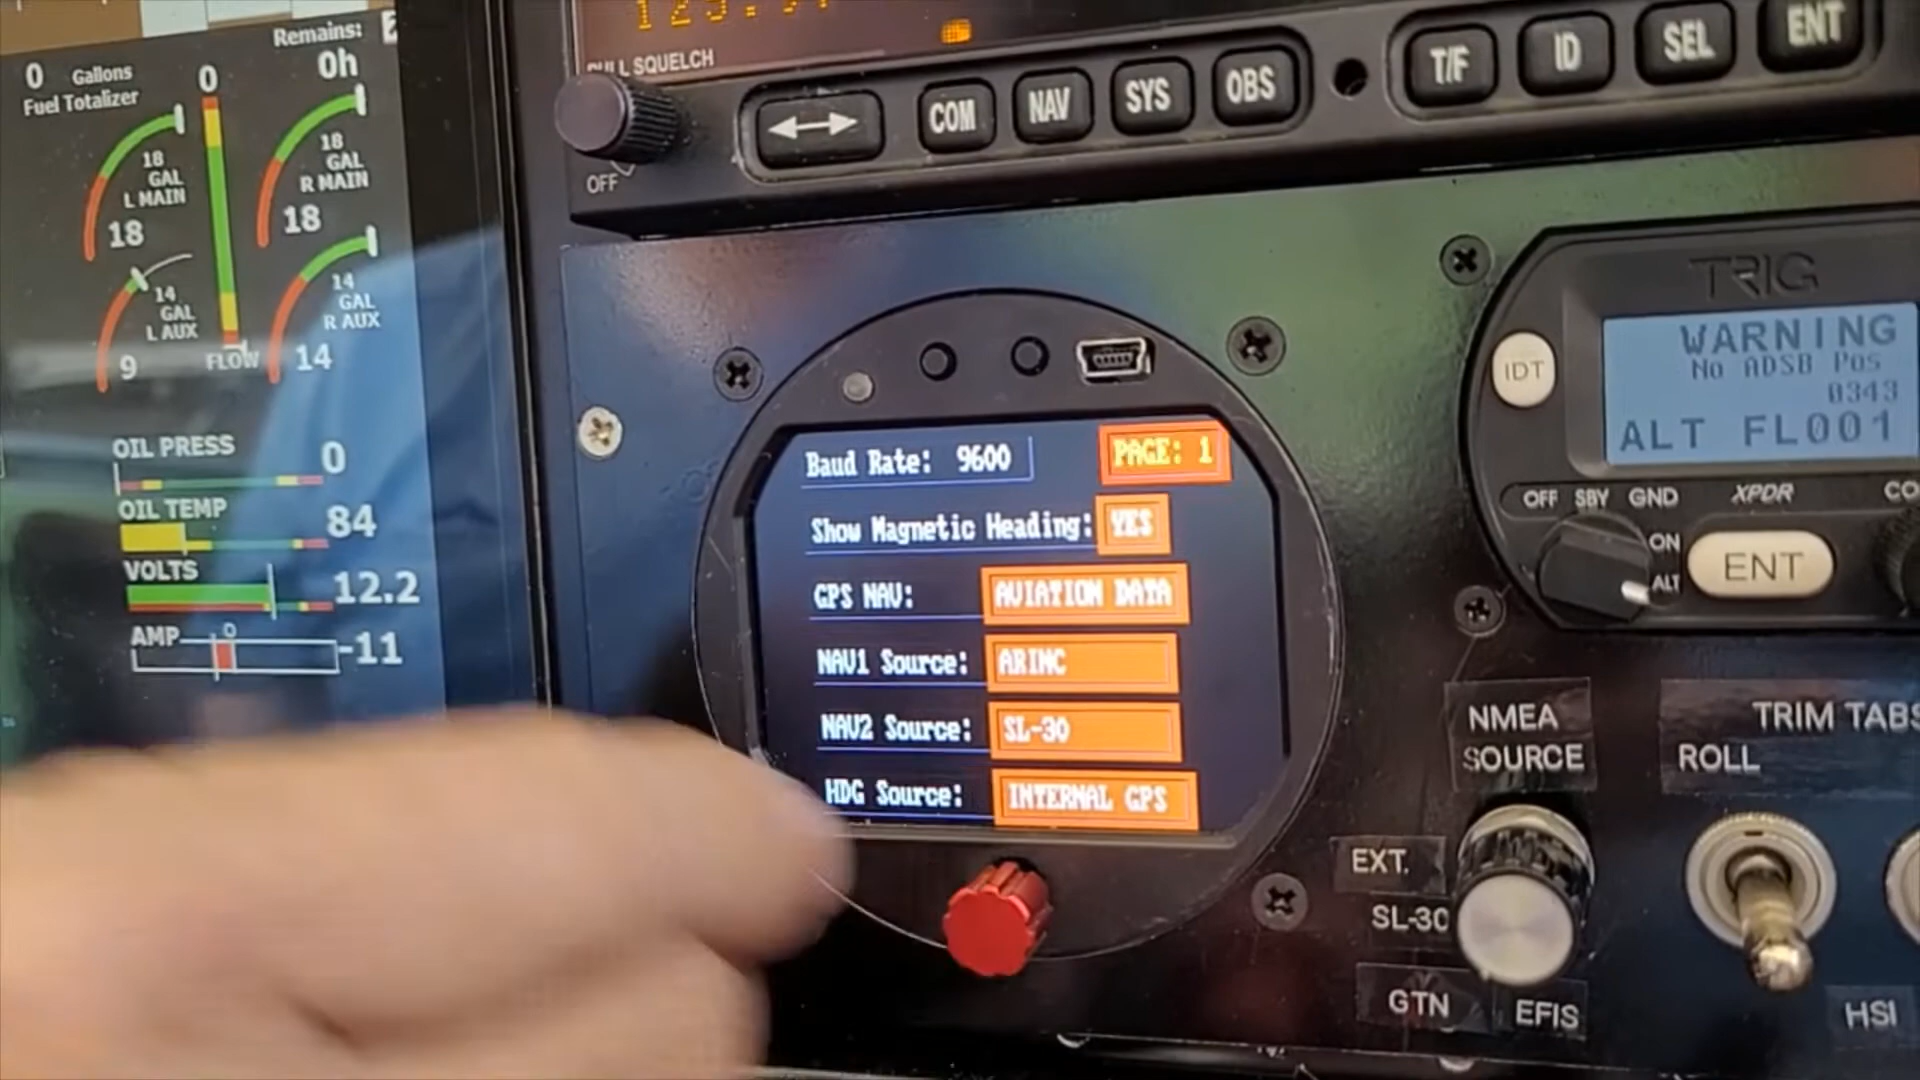 Remains:
0 Gallons
Fuel Totalizer
0
0h
18
GAL
L MAIN
18
18
GAL
R MAIN
18
14
GAL
L AUX
9
FLOW
14
GAL
R AUX
14
OIL PRESS 0
OIL TEMP 84
VOLTS 12.2
AMP 0 -11
SQUELCH
OFF
COM
NAV
SYS
OBS
T/F
ID
SEL
ENT
Baud Rate: 9600
PAGE: 1
Show Magnetic Heading: YES
GPS NAV: AVIATION DATA
NAV1 Source: ARINC
NAV2 Source: SL-30
HDG Source: INTERNAL GPS
TRIG
IDT
WARNING
No ADSB Pos
0343
ALT FL001
OFF SBY GND XPDR
ON
ALT
ENT
NMEA
SOURCE
EXT.
SL-30
GTN
EFIS
TRIM TABS
ROLL
HSI